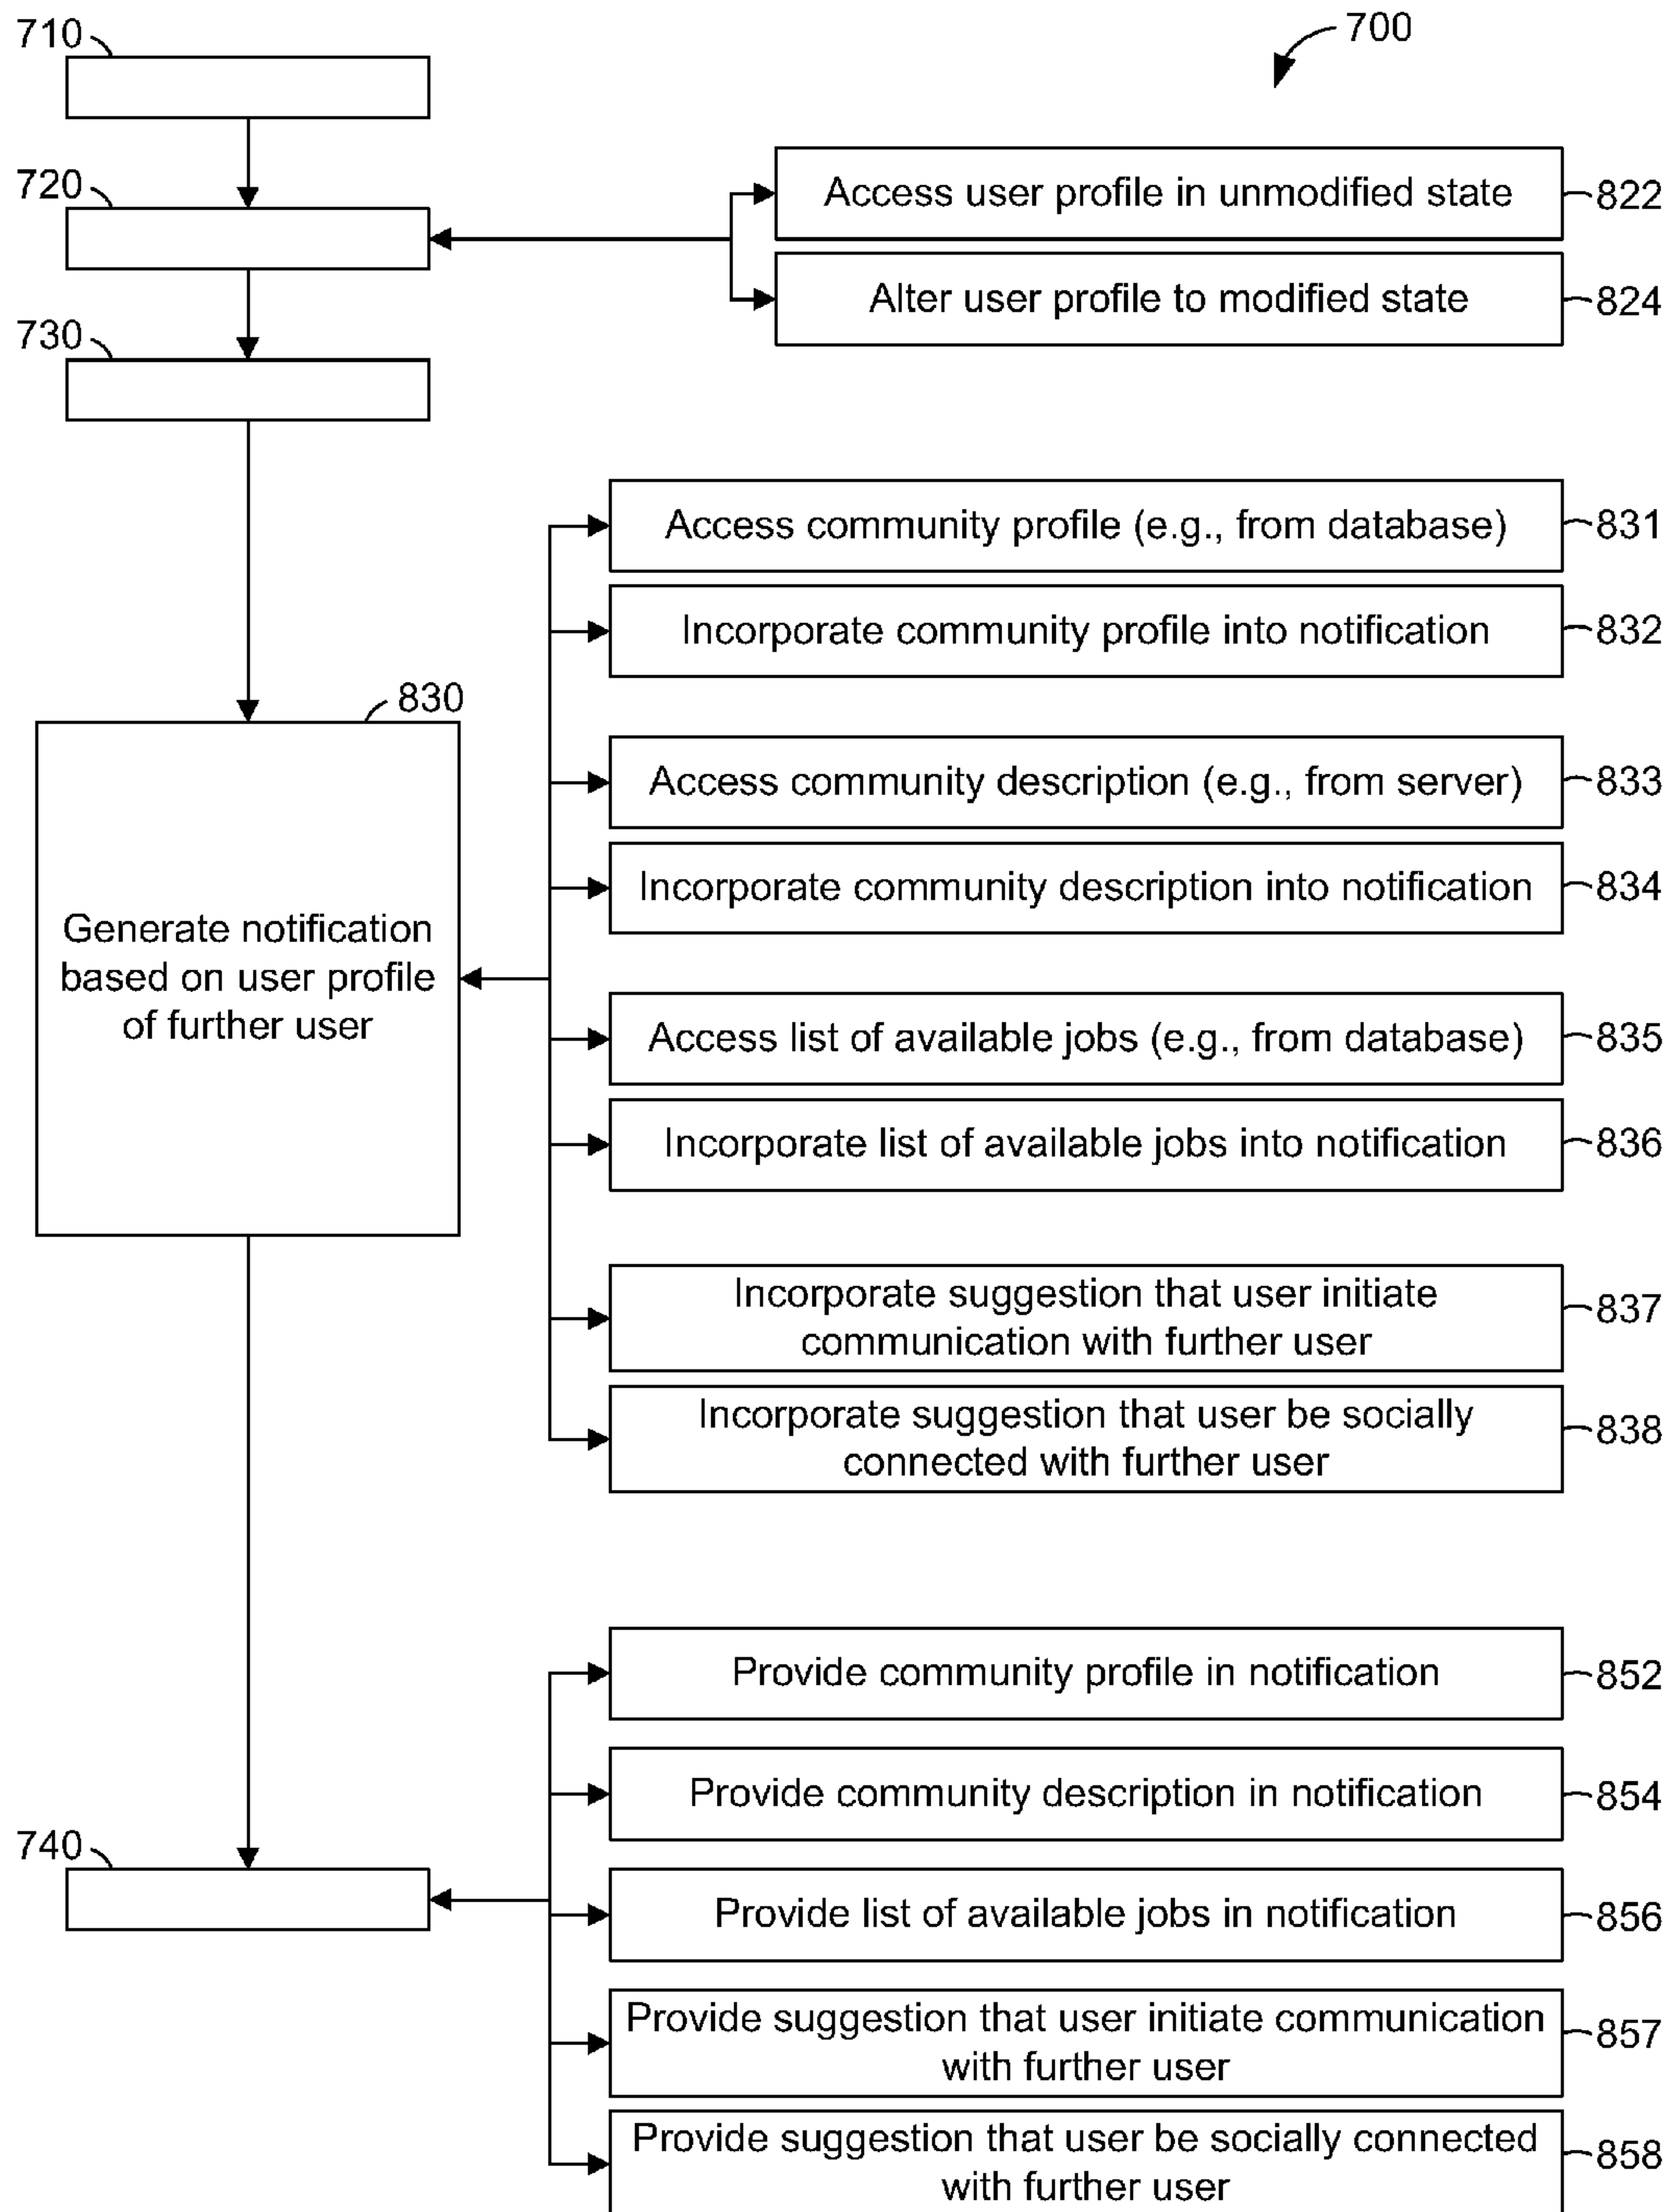 700
710
720
Access user profile in unmodified state
822
Alter user profile to modified state
824
730
Access community profile (e.g., from database)
831
Incorporate community profile into notification
832
830
Generate notification
based on user profile
of further user
Access community description (e.g., from server)
833
Incorporate community description into notification
834
Access list of available jobs (e.g., from database)
835
Incorporate list of available jobs into notification
836
Incorporate suggestion that user initiate
communication with further user
837
Incorporate suggestion that user be socially
connected with further user
838
Provide community profile in notification
852
Provide community description in notification
854
740
Provide list of available jobs in notification
856
Provide suggestion that user initiate communication
with further user
857
Provide suggestion that user be socially connected
with further user
858